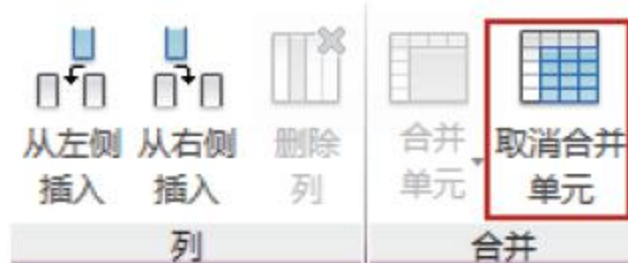 从左侧 从右侧 删除 合并 取消合并
插入 插入 列 单元 单元
列 合并